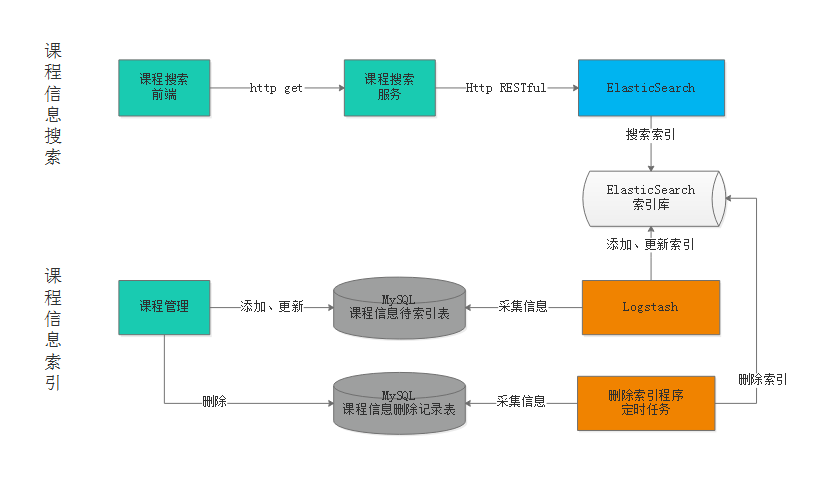 课程信息搜索
课程搜索
前端
http get
课程搜索
服务
Http RESTful
ElasticSearch
搜索索引
ElasticSearch
索引库
添加、更新索引
课程信息索引
课程管理
添加、更新
MySQL
课程信息待索引表
采集信息
Logstash
删除索引
删除
MySQL
课程信息删除记录表
采集信息
删除索引程序
定时任务